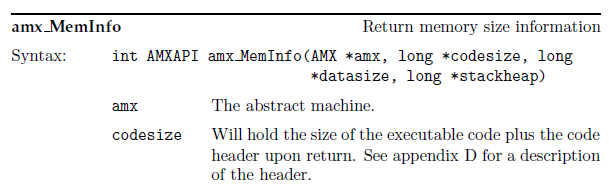 amx_MemInfo Return memory size information
Syntax: int AMXAPI amx_MemInfo(AMX *amx, long *codesize, long
*datasize, long *stackheap)
amx The abstract machine.
codesize Will hold the size of the executable code plus the code
header upon return. See appendix D for a description
of the header.